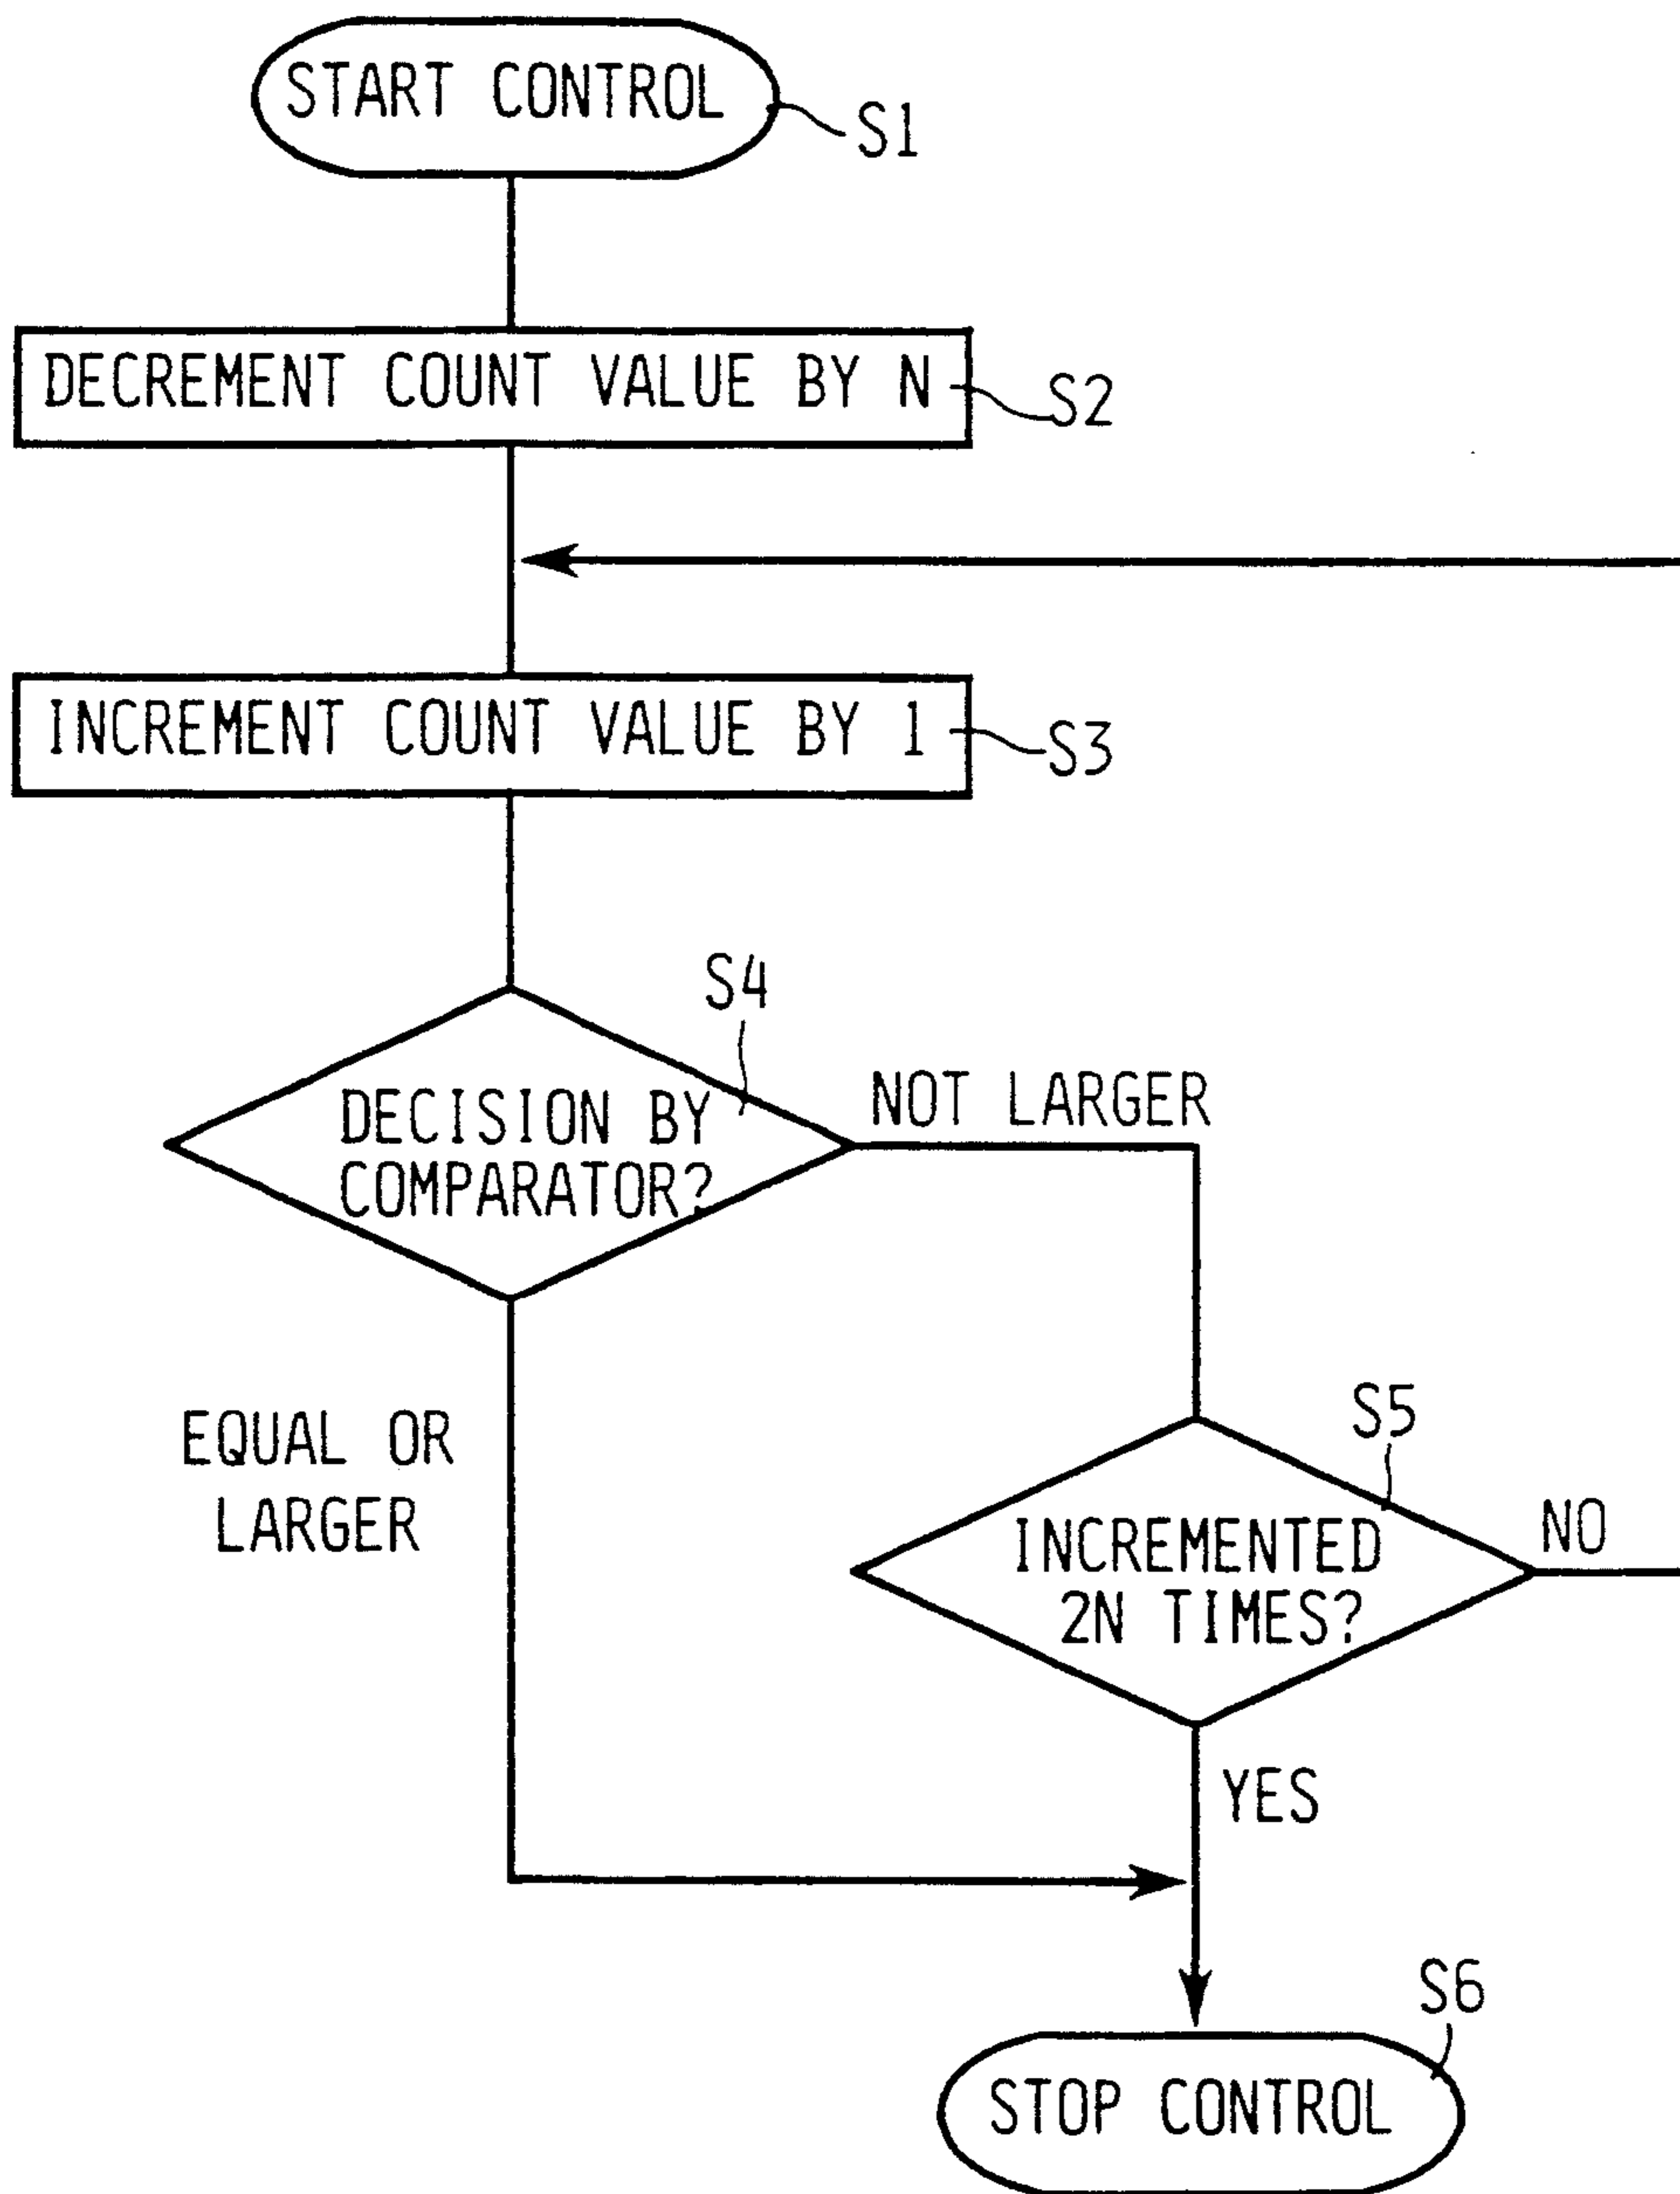 START CONTROL
S1
DECREMENT COUNT VALUE BY N
S2
INCREMENT COUNT VALUE BY 1
S3
S4
DECISION BY
COMPARATOR?
NOT LARGER
EQUAL OR
LARGER
S5
INCREMENTED
2N TIMES?
NO
YES
S6
STOP CONTROL